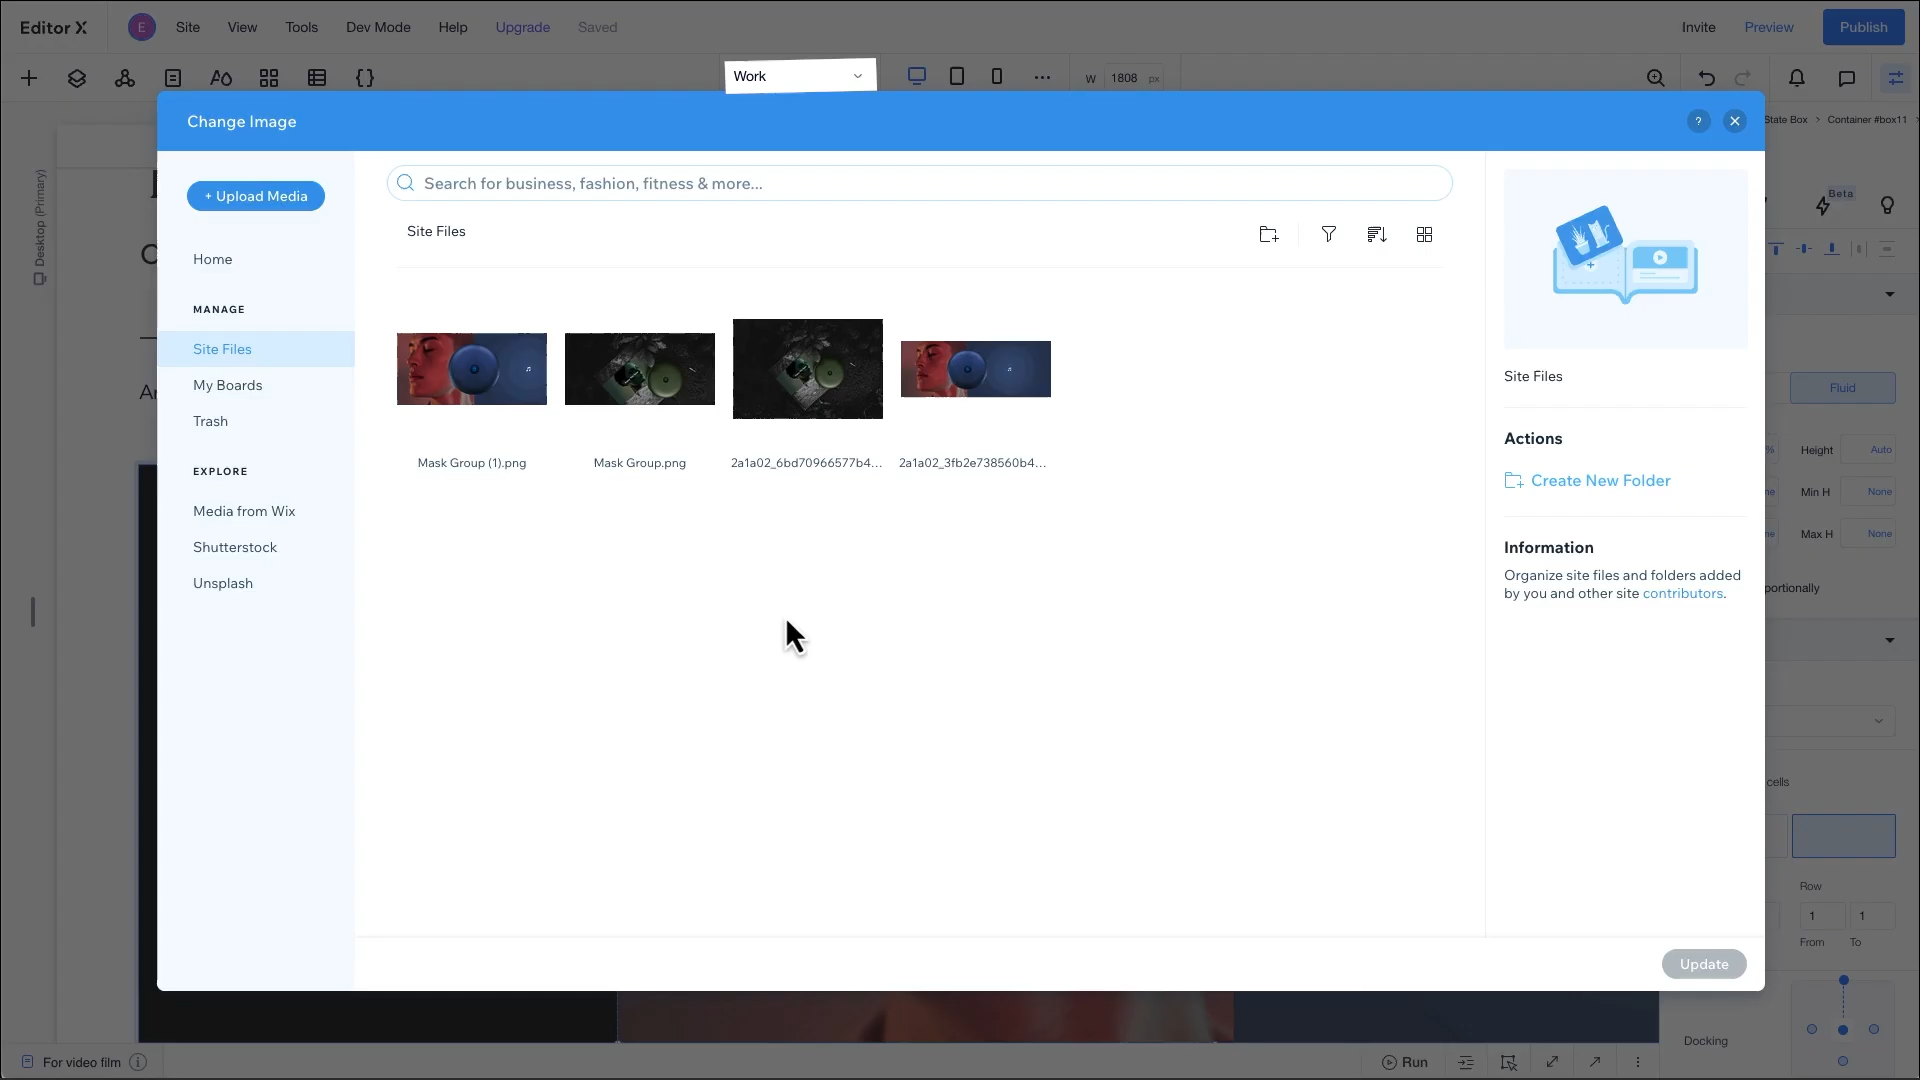 Editor X
E
Site
View
Tools
Dev Mode
Help
Upgrade
Saved
Invite
Preview
Publish
Work
W
1808
px
Change Image
?
State Box
Container #box11
Desktop (Primary)
+ Upload Media
Search for business, fashion, fitness & more...
Beta
Site Files
Home
MANAGE
Site Files
My Boards
Trash
EXPLORE
Media from Wix
Shutterstock
Unsplash
Mask Group (1).png
Mask Group.png
2a1a02_6bd70966577b4...
2a1a02_3fb2e738560b4...
Site Files
Actions
Create New Folder
Information
Organize site files and folders added
by you and other site contributors.
Update
Fluid
%
Height
Auto
Min H
None
Max H
None
portionally
cells
Row
1
1
From
To
Docking
For video film
Run